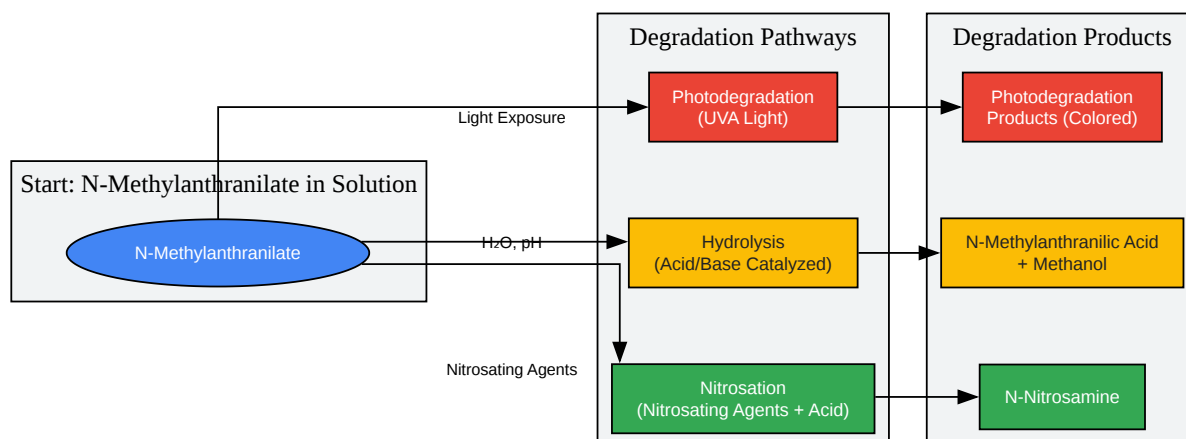 Degradation Pathways
Degradation Products
Photodegradation
(UVA Light)
Photodegradation
Products (Colored)
Light Exposure
Start: N-Methylanthranilate in Solution
N-Methylanthranilate
H₂O, pH
Hydrolysis
(Acid/Base Catalyzed)
N-Methylanthranilic Acid
+ Methanol
Nitrosating Agents
Nitrosation
(Nitrosating Agents + Acid)
N-Nitrosamine